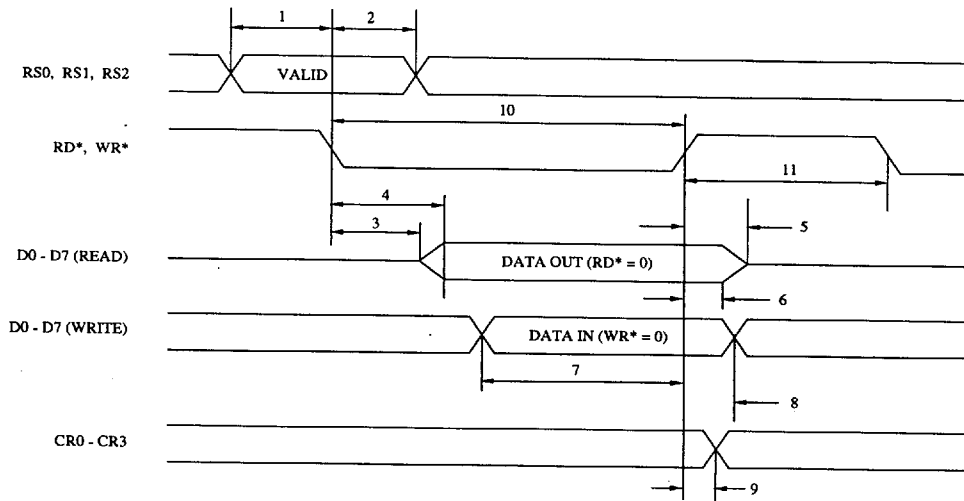 1 2
RS0, RS1, RS2 VALID
10
RD*, WR*
11
4
3 5
D0 - D7 (READ) DATA OUT (RD* = 0)
6
D0 - D7 (WRITE) DATA IN (WR* = 0)
7
8
CR0 - CR3
9